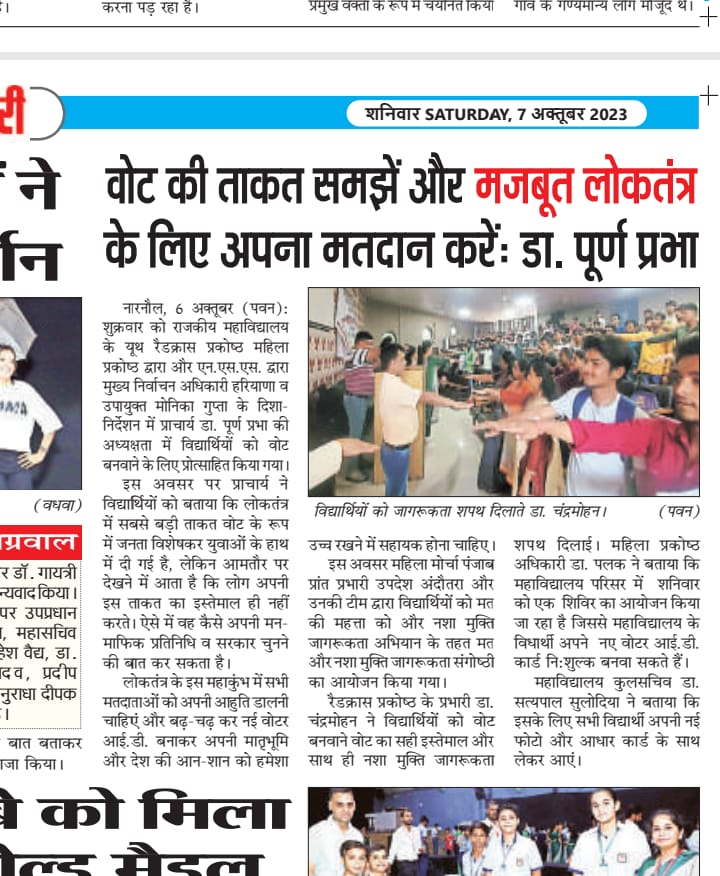 करना पड़ रहा है।
प्रमुख वक्ता के रूप में चयनित किया
गांव के गण्यमान्य लोग मौजूद थे।
री
शनिवार SATURDAY, 7 अक्तूबर 2023
ने
वोट की ताकत समझें और मजबूत लोकतंत्र
के लिए अपना मतदान करेंः डा. पूर्ण प्रभा
नारनौल, 6 अक्तूबर (पवन):
शुक्रवार को राजकीय महाविद्यालय
के यूथ रैडक्रास प्रकोष्ठ महिला
प्रकोष्ठ द्वारा और एन.एस.एस. द्वारा
मुख्य निर्वाचन अधिकारी हरियाणा व
उपायुक्त मोनिका गुप्ता के दिशा-
निर्देशन में प्राचार्य डा. पूर्ण प्रभा की
अध्यक्षता में विद्यार्थियों को वोट
बनवाने के लिए प्रोत्साहित किया गया।
इस अवसर पर प्राचार्य ने
विद्यार्थियों को बताया कि लोकतंत्र
में सबसे बड़ी ताकत वोट के रूप
में जनता विशेषकर युवाओं के हाथ
में दी गई है, लेकिन आमतौर पर
देखने में आता है कि लोग अपनी
इस ताकत का इस्तेमाल ही नहीं
करते। ऐसे में वह कैसे अपनी मन-
माफिक प्रतिनिधि व सरकार चुनने
की बात कर सकता है।
लोकतंत्र के इस महाकुंभ में सभी
मतदाताओं को अपनी आहुति डालनी
चाहिएं और बढ़-चढ़ कर नई वोटर
आई.डी. बनाकर अपनी मातृभूमि
और देश की आन-शान को हमेशा
विद्यार्थियों को जागरूकता शपथ दिलाते डा. चंद्रमोहन। (पवन)
उच्च रखने में सहायक होना चाहिए।
इस अवसर महिला मोर्चा पंजाब
प्रांत प्रभारी उपदेश अंदौतरा और
उनकी टीम द्वारा विद्यार्थियों को मत
की महत्ता को और नशा मुक्ति
जागरूकता अभियान के तहत मत
और नशा मुक्ति जागरूकता संगोष्ठी
का आयोजन किया गया।
रैडक्रास प्रकोष्ठ के प्रभारी डा.
चंद्रमोहन ने विद्यार्थियों को वोट
बनवाने वोट का सही इस्तेमाल और
साथ ही नशा मुक्ति जागरूकता
शपथ दिलाई। महिला प्रकोष्ठ
अधिकारी डा. पलक ने बताया कि
महाविद्यालय परिसर में शनिवार
को एक शिविर का आयोजन किया
जा रहा है जिससे महाविद्यालय के
विधार्थी अपने नए वोटर आई.डी.
कार्ड नि:शुल्क बनवा सकते हैं।
महाविद्यालय कुलसचिव डा.
सत्यपाल सुलोदिया ने बताया कि
इसके लिए सभी विद्यार्थी अपनी नई
फोटो और आधार कार्ड के साथ
लेकर आएं।
(वधवा)
ग्रवाल
र डॉ. गायत्री
न्यवाद किया।
पर उपप्रधान
महासचिव
हेश वैद्य, डा.
दव, प्रदीप
नुराधा दीपक
बात बताकर
किया।
को मिला
मैडल